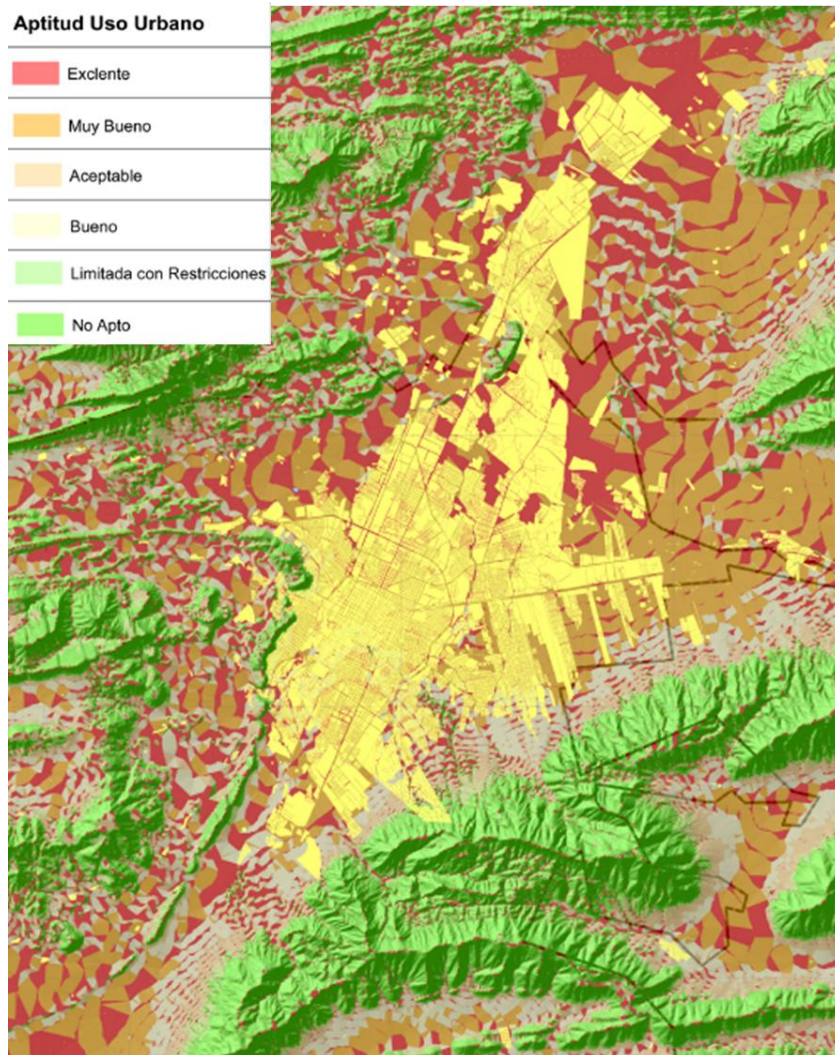 Aptitud Uso Urbano
Exclente
Muy Bueno
Aceptable
Bueno
Limitada con Restricciones
No Apto